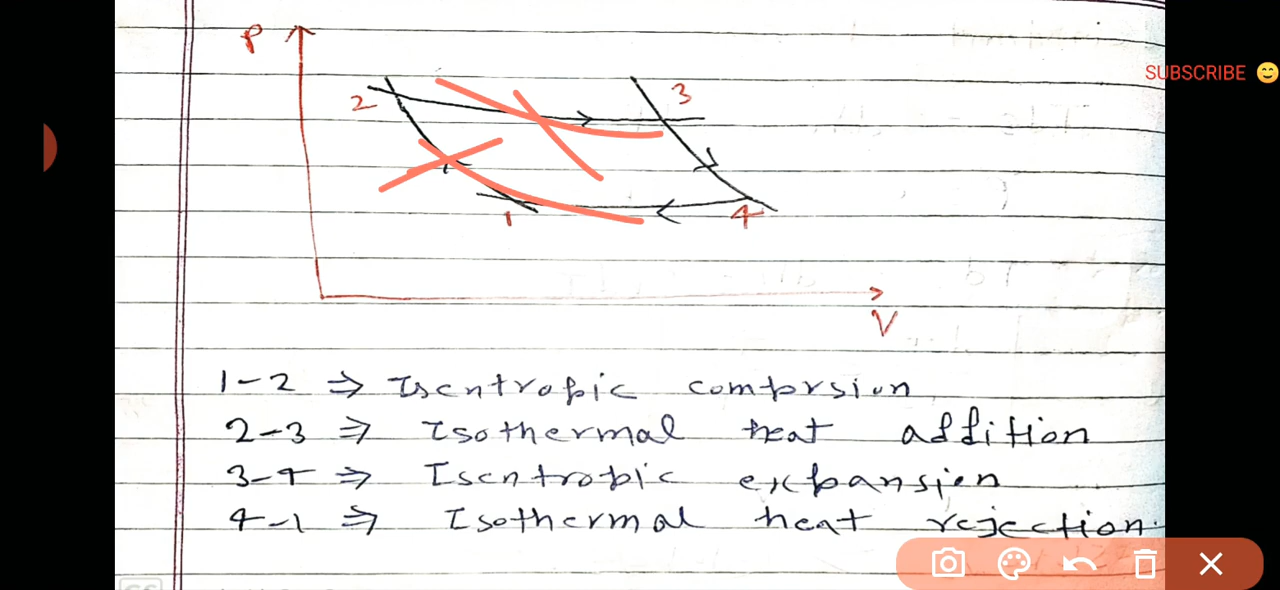 P
SUBSCRIBE 😊
2
3
1
4
V
1-2 ⇒ Isentropic comprsion
2-3 ⇒ Isothermal heat addition
3-4 ⇒ Isentropic expansion
4-1 ⇒ Isothermal heat rejection.